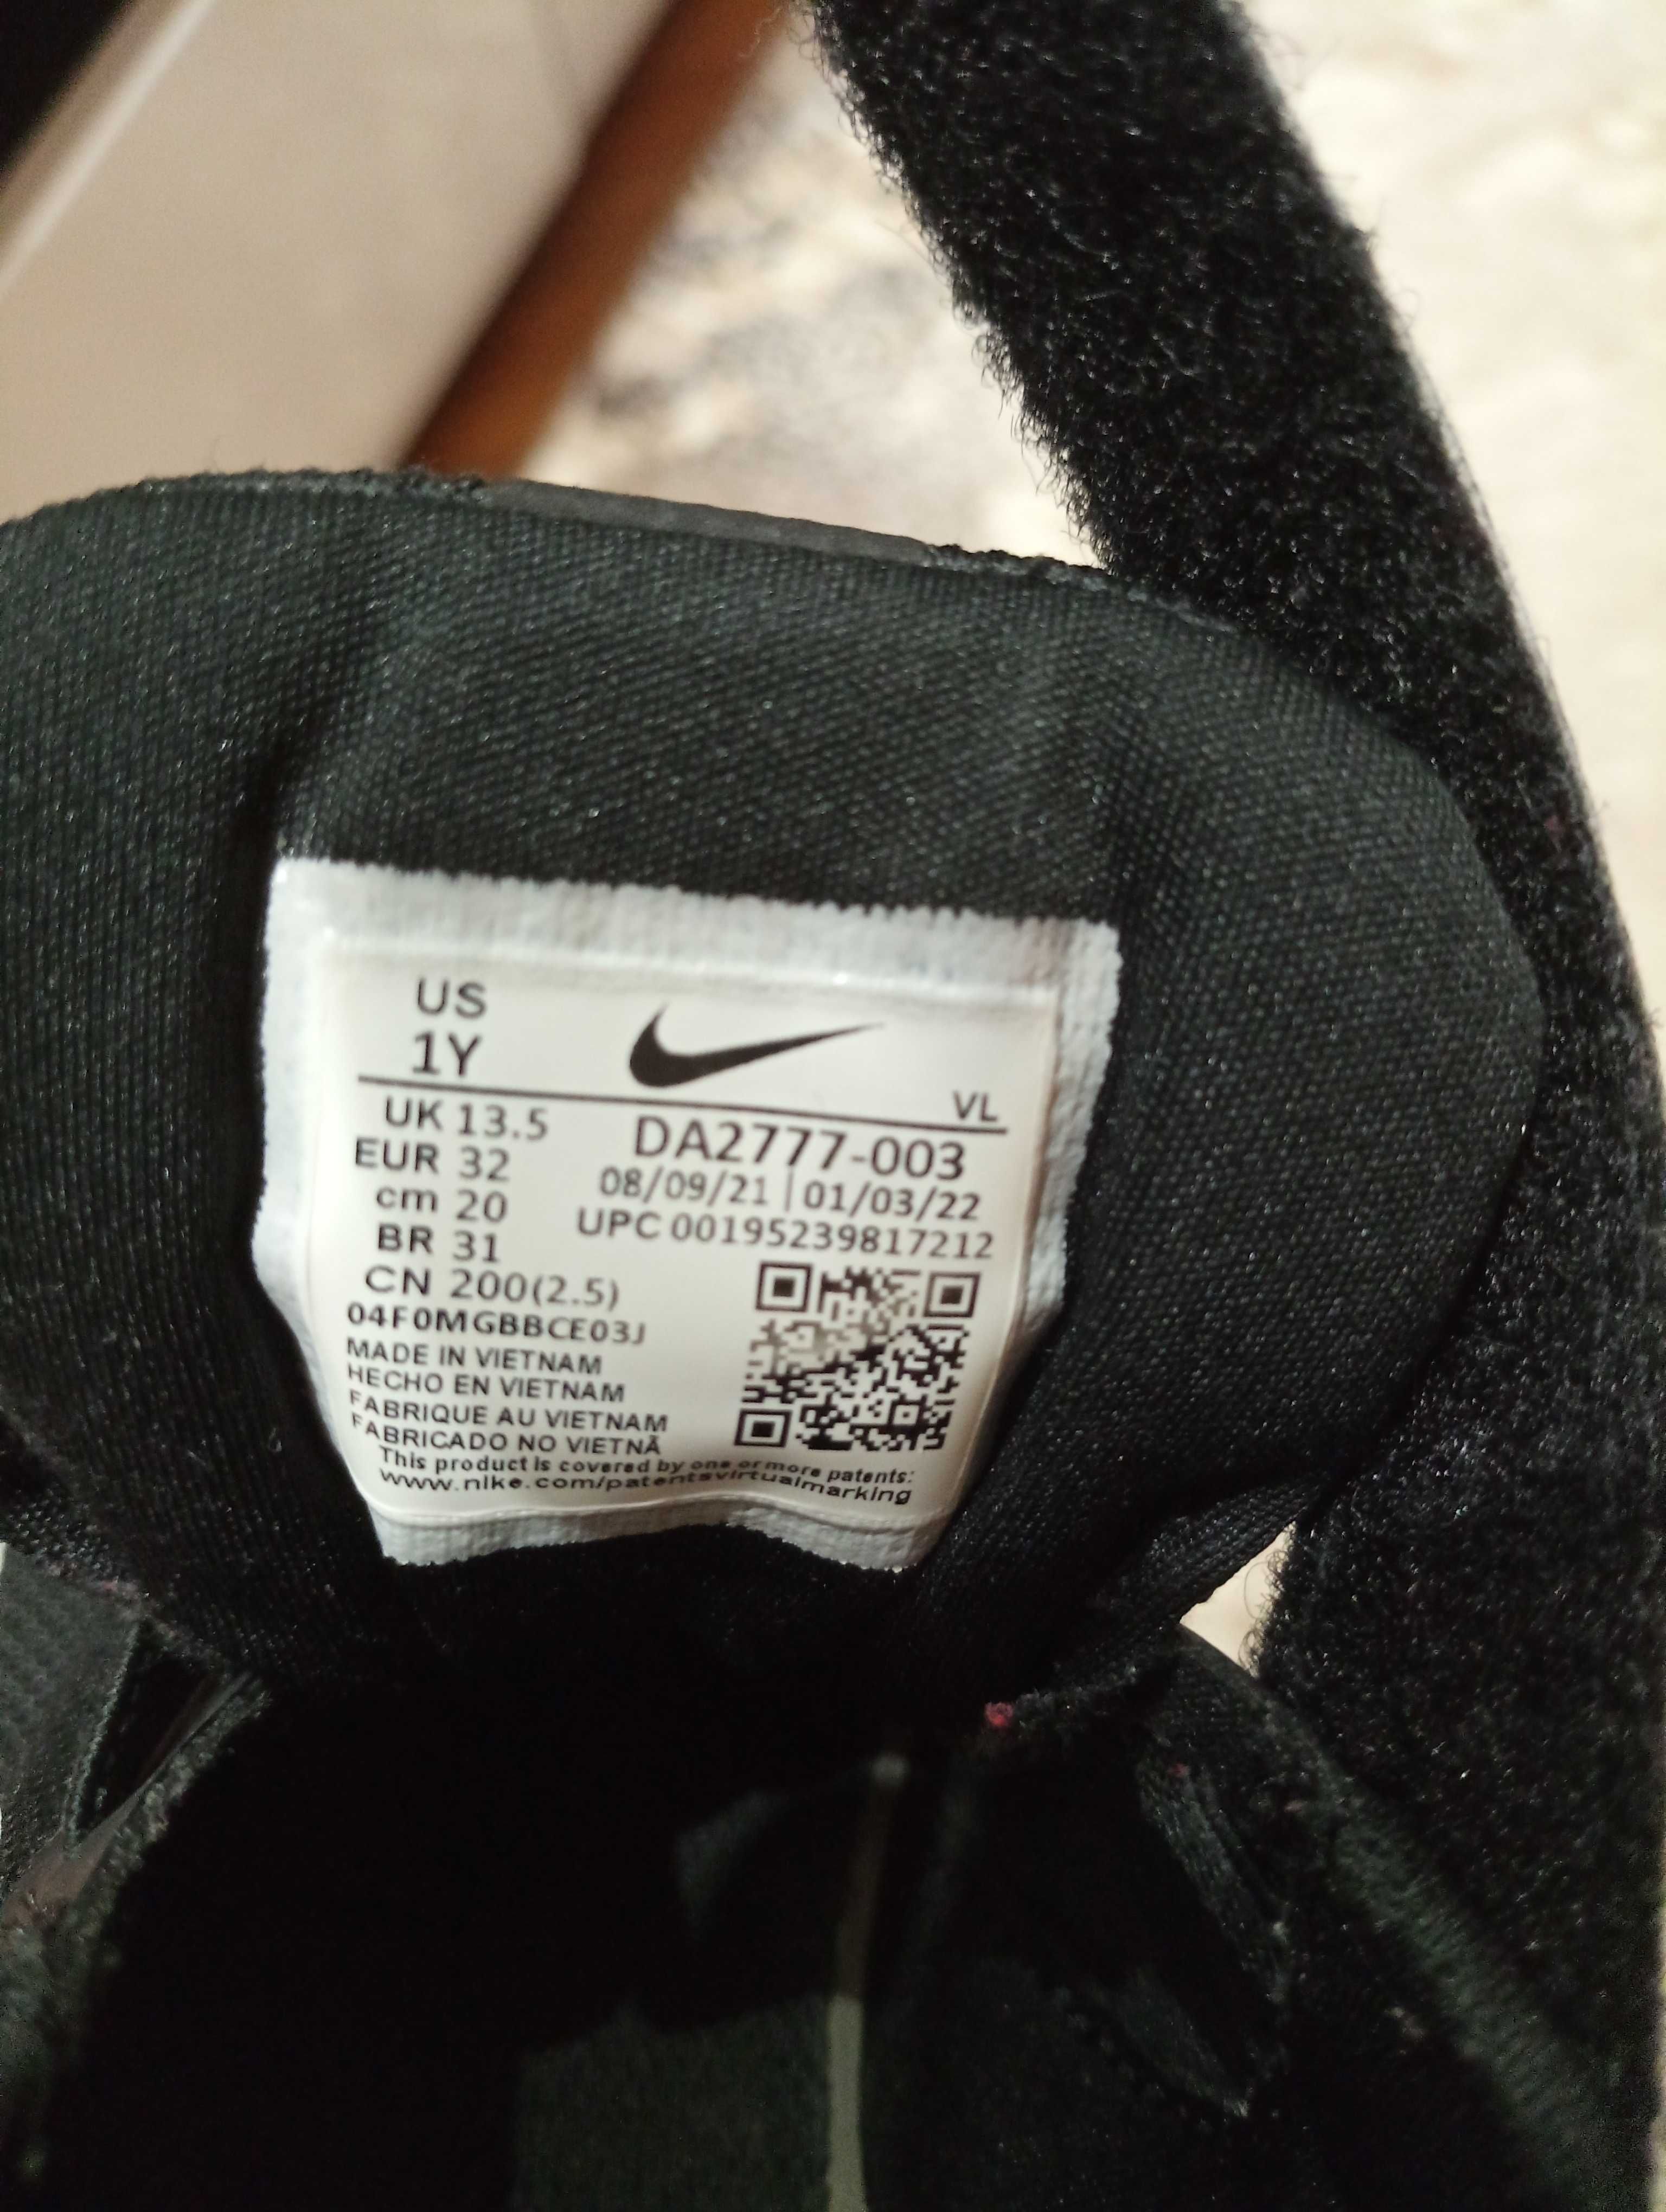 US
1Y
VL
UK 13.5
EUR 32
cm 20
BR 31
CN 200(2.5)
DA2777-003
08/09/21 | 01/03/22
UPC 00195239817212
04F0MGBBCE03J
MADE IN VIETNAM
HECHO EN VIETNAM
FABRIQUE AU VIETNAM
FABRICADO NO VIETNÃ
This product is covered by one or more patents:
www.nike.com/patentsvirtualmarking